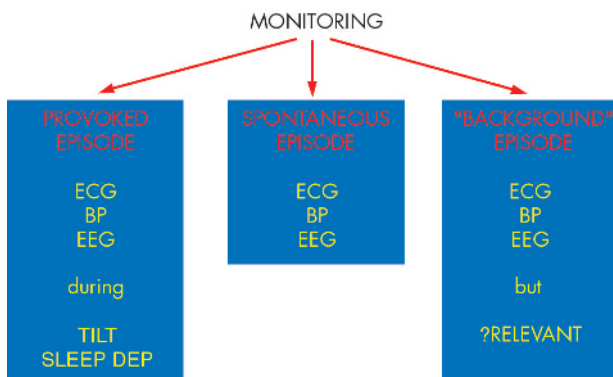 MONITORING
PROVOKED
EPISODE
ECG
BP
EEG
during
TILT
SLEEP DEP
SPONTANEOUS
EPISODE
ECG
BP
EEG
"BACKGROUND"
EPISODE
ECG
BP
EEG
but
?RELEVANT